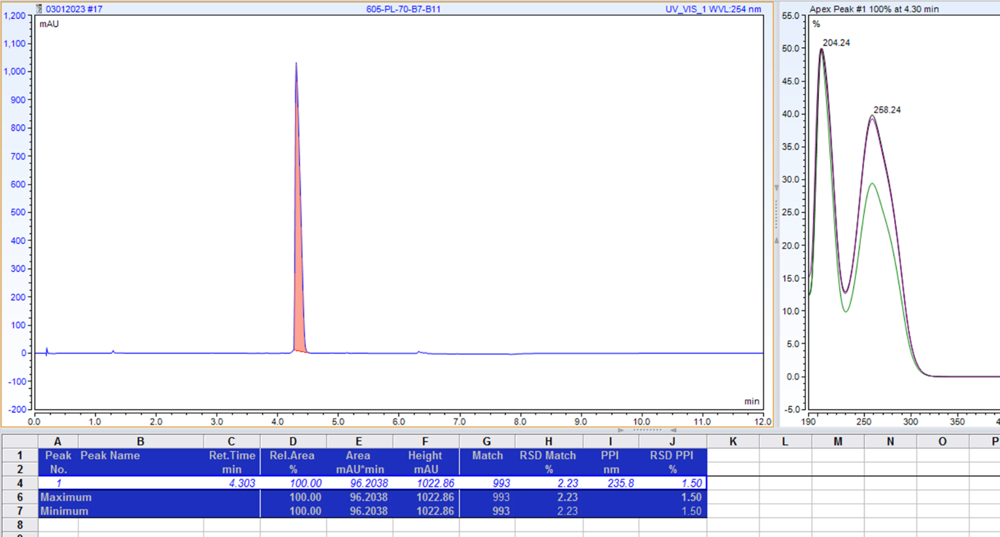 03012023 #17 605-PL-70-B7-B11 UV_VIS_1 WVL:254 nm
mAU
1,200
1,100
1,000
900
800
700
600
500
400
300
200
100
0
-100
-200
min
0.0 1.0 2.0 3.0 4.0 5.0 6.0 7.0 8.0 9.0 10.0 11.0 12.0
Apex Peak #1 100% at 4.30 min
%
55.0
50.0
45.0
40.0
35.0
30.0
25.0
20.0
15.0
10.0
5.0
0.0
-5.0
204.24
258.24
190 250 300 350 4
A B C D E F G H I J K L M N O P
1 Peak Peak Name Ret.Time Rel.Area Area Height Match RSD Match PPI RSD PPI
2 No. min % mAU*min mAU % nm %
4 1 4.303 100.00 96.2038 1022.86 993 2.23 235.8 1.50
6 Maximum 100.00 96.2038 1022.86 993 2.23 1.50
7 Minimum 100.00 96.2038 1022.86 993 2.23 1.50
8